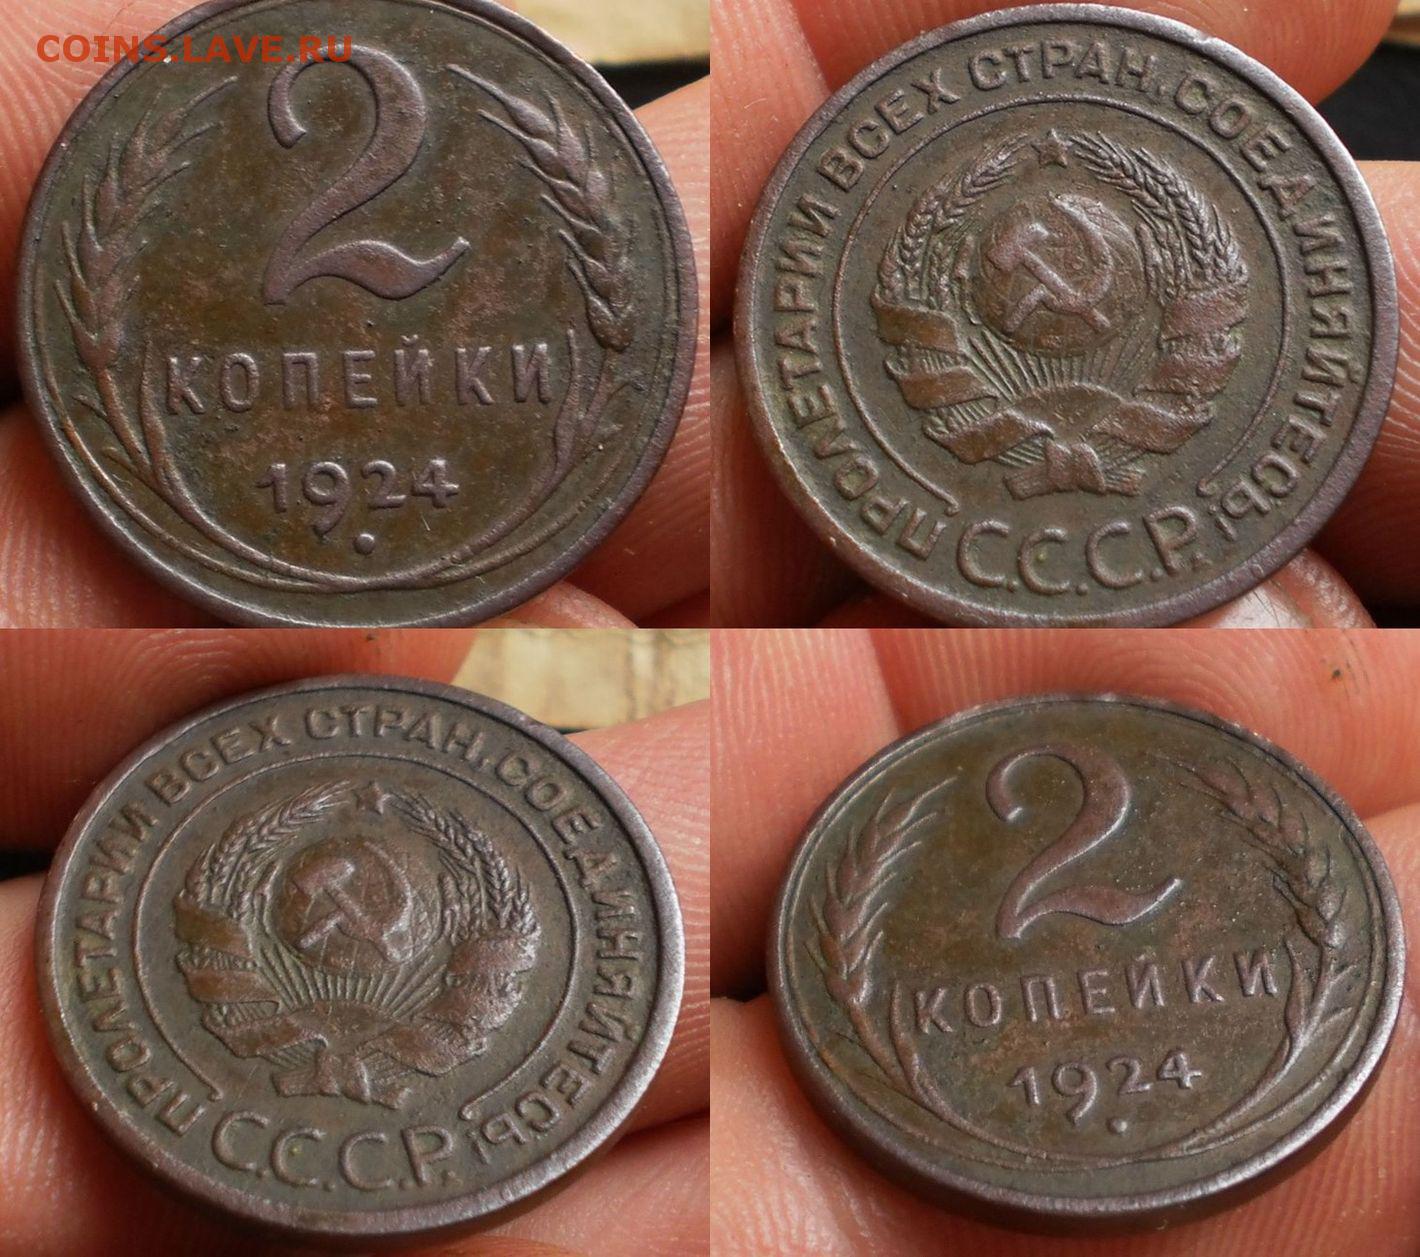 COINS.LAVE.RU
2
КОПЕЙКИ
1924
ПРОЛЕТАРИИ ВСЕХ СТРАН, СОЕДИНЯЙТЕСЬ!
С.С.С.Р.
ПРОЛЕТАРИИ ВСЕХ СТРАН, СОЕДИНЯЙТЕСЬ!
С.С.С.Р.
2
КОПЕЙКИ
1924